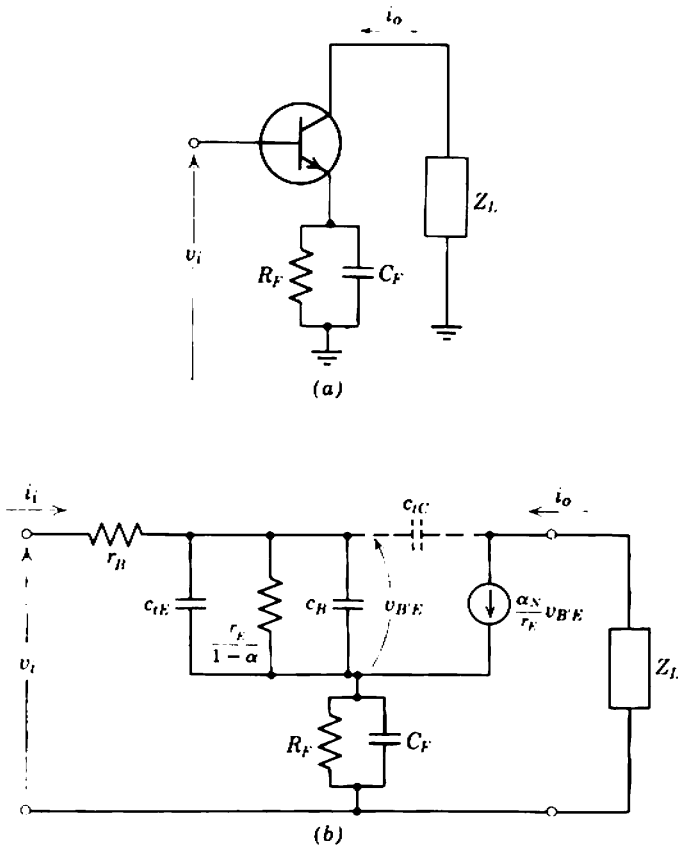 i_o
v_i
Z_L
R_F
C_F
(a)
i_i
c_tC
i_o
r_B
c_tE
r_E
1 − α
c_B
v_B'E
α_N
r_E
v_B'E
v_i
Z_L
R_F
C_F
(b)